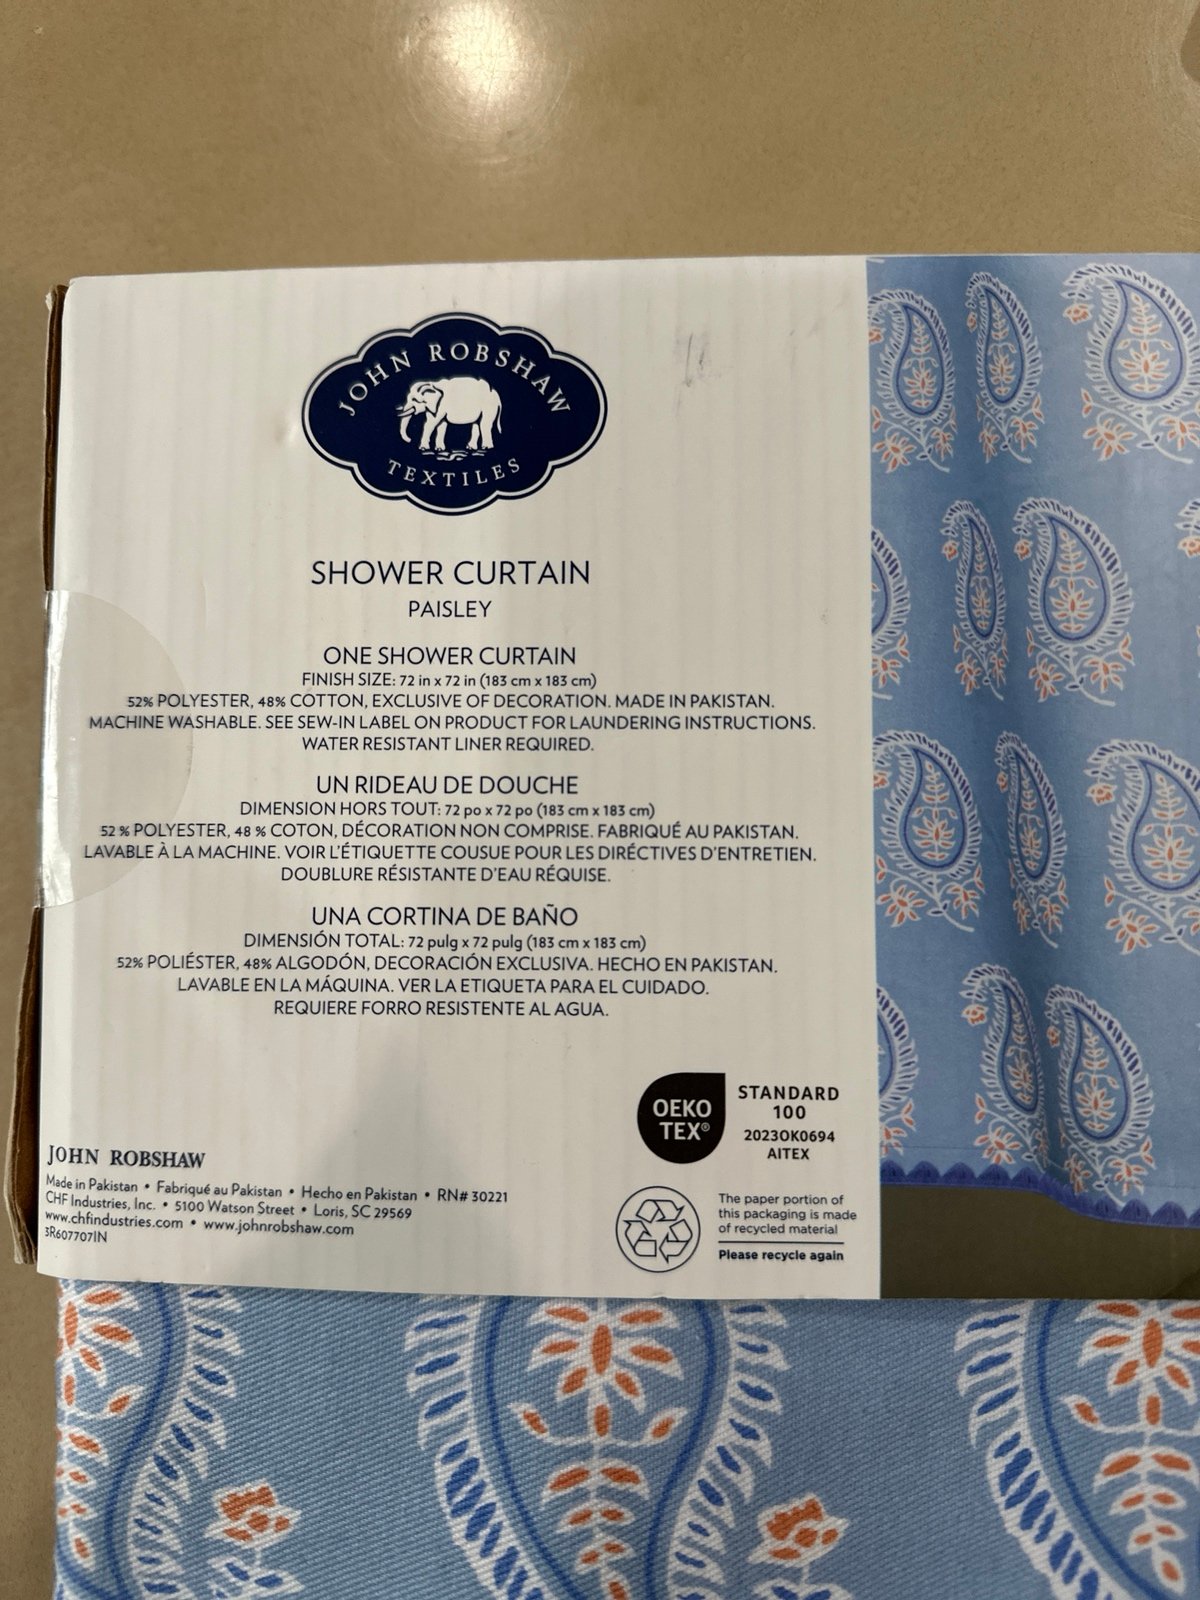 JOHN ROBSHAW
TEXTILES
SHOWER CURTAIN
PAISLEY
ONE SHOWER CURTAIN
FINISH SIZE: 72 in x 72 in (183 cm x 183 cm)
52% POLYESTER, 48% COTTON, EXCLUSIVE OF DECORATION. MADE IN PAKISTAN.
MACHINE WASHABLE. SEE SEW-IN LABEL ON PRODUCT FOR LAUNDERING INSTRUCTIONS.
WATER RESISTANT LINER REQUIRED.
UN RIDEAU DE DOUCHE
DIMENSION HORS TOUT: 72 po x 72 po (183 cm x 183 cm)
52 % POLYESTER, 48 % COTON, DÉCORATION NON COMPRISE. FABRIQUÉ AU PAKISTAN.
LAVABLE À LA MACHINE. VOIR L'ÉTIQUETTE COUSUE POUR LES DIRÉCTIVES D'ENTRETIEN.
DOUBLURE RÉSISTANTE D'EAU RÉQUISE.
UNA CORTINA DE BAÑO
DIMENSIÓN TOTAL: 72 pulg x 72 pulg (183 cm x 183 cm)
52% POLIÉSTER, 48% ALGODÓN, DECORACIÓN EXCLUSIVA. HECHO EN PAKISTAN.
LAVABLE EN LA MÁQUINA. VER LA ETIQUETA PARA EL CUIDADO.
REQUIERE FORRO RESISTENTE AL AGUA.
OEKO
TEX®
STANDARD
100
2023OK0694
AITEX
JOHN ROBSHAW
Made in Pakistan • Fabriqué au Pakistan • Hecho en Pakistan • RN# 30221
CHF Industries, Inc. • 5100 Watson Street • Loris, SC 29569
www.chfindustries.com • www.johnrobshaw.com
3R607707IN
The paper portion of
this packaging is made
of recycled material
Please recycle again